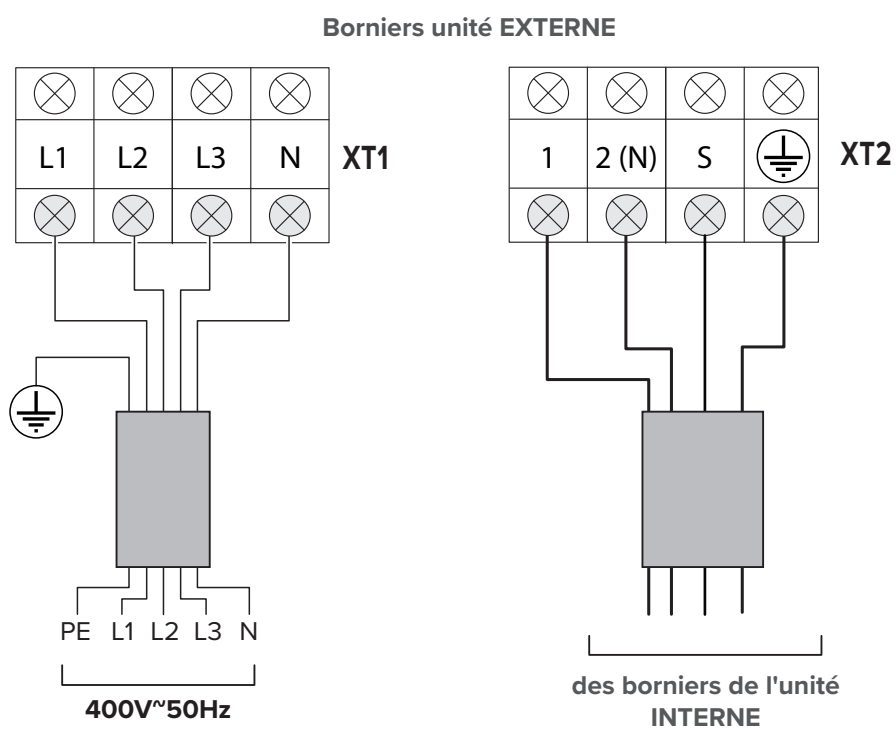 Borniers unité EXTERNE
L1 L2 L3 N XT1
1 2 (N) S XT2
PE L1 L2 L3 N
400V~50Hz
des borniers de l'unité
INTERNE